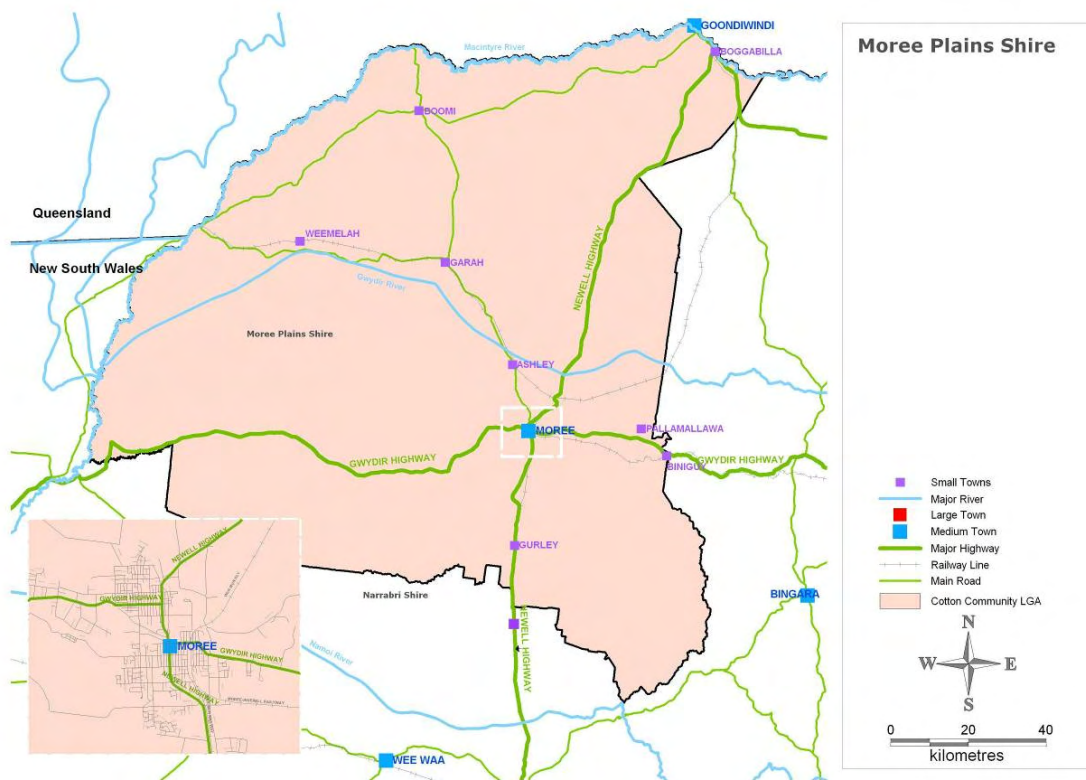 Moree Plains Shire
GOONDIWINDI
Macintyre River
BOGGABILLA
BOOMI
Queensland
WEEMELAH
New South Wales
GARAH
Gwydir River
NEWELL HIGHWAY
Moree Plains Shire
ASHLEY
MOREE
PALLAMALLAWA
GWYDIR HIGHWAY
BINIGUY
GWYDIR HIGHWAY
GURLEY
Narrabri Shire
BINGARA
NEWELL HIGHWAY
Namoi River
WEE WAA
NEWELL HIGHWAY
GWYDIR HIGHWAY
MOREE
GWYDIR HIGHWAY
NEWELL HIGHWAY
Small Towns
Major River
Large Town
Medium Town
Major Highway
Railway Line
Main Road
Cotton Community LGA
N
W E
S
0 20 40
kilometres